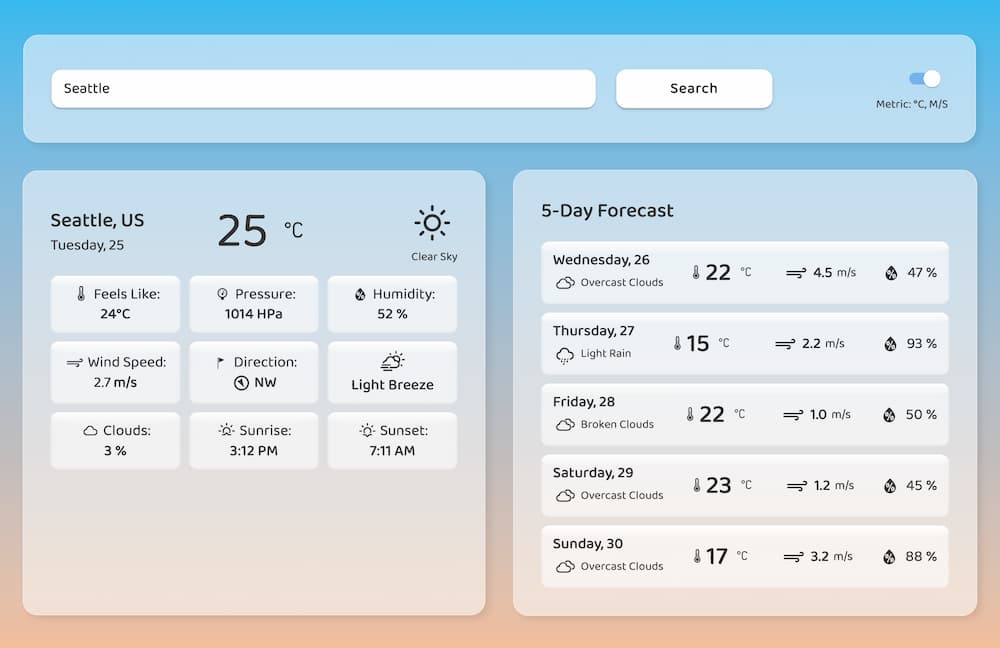 Seattle
Search
Metric: °C, M/S
Seattle, US
Tuesday, 25
25 °C
Clear Sky
Feels Like:
24°C
Pressure:
1014 HPa
Humidity:
52 %
Wind Speed:
2.7 m/s
Direction:
NW
Light Breeze
Clouds:
3 %
Sunrise:
3:12 PM
Sunset:
7:11 AM
5-Day Forecast
Wednesday, 26
Overcast Clouds
22 °C
4.5 m/s
47 %
Thursday, 27
Light Rain
15 °C
2.2 m/s
93 %
Friday, 28
Broken Clouds
22 °C
1.0 m/s
50 %
Saturday, 29
Overcast Clouds
23 °C
1.2 m/s
45 %
Sunday, 30
Overcast Clouds
17 °C
3.2 m/s
88 %